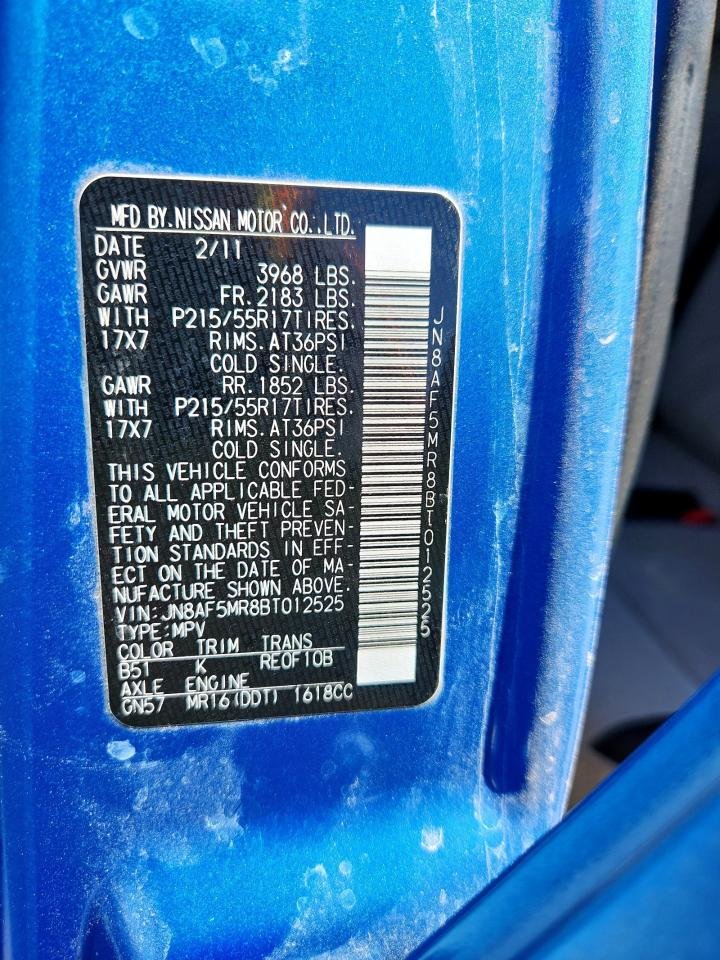 MFD BY.NISSAN MOTOR CO.,LTD.
DATE 2/11
GVWR 3968 LBS.
GAWR FR.2183 LBS.
WITH P215/55R17TIRES.
17X7 RIMS.AT36PSI
COLD SINGLE.
GAWR RR.1852 LBS.
WITH P215/55R17TIRES.
17X7 RIMS.AT36PSI
COLD SINGLE.
THIS VEHICLE CONFORMS
TO ALL APPLICABLE FED-
ERAL MOTOR VEHICLE SA-
FETY AND THEFT PREVEN-
TION STANDARDS IN EFF-
ECT ON THE DATE OF MA-
NUFACTURE SHOWN ABOVE.
VIN:JN8AF5MR8BT012525
TYPE:MPV
COLOR TRIM TRANS
B51 K RE0F10B
AXLE ENGINE
GN57 MR16(DDT) 1618CC
JN8AF5MR8BT012525